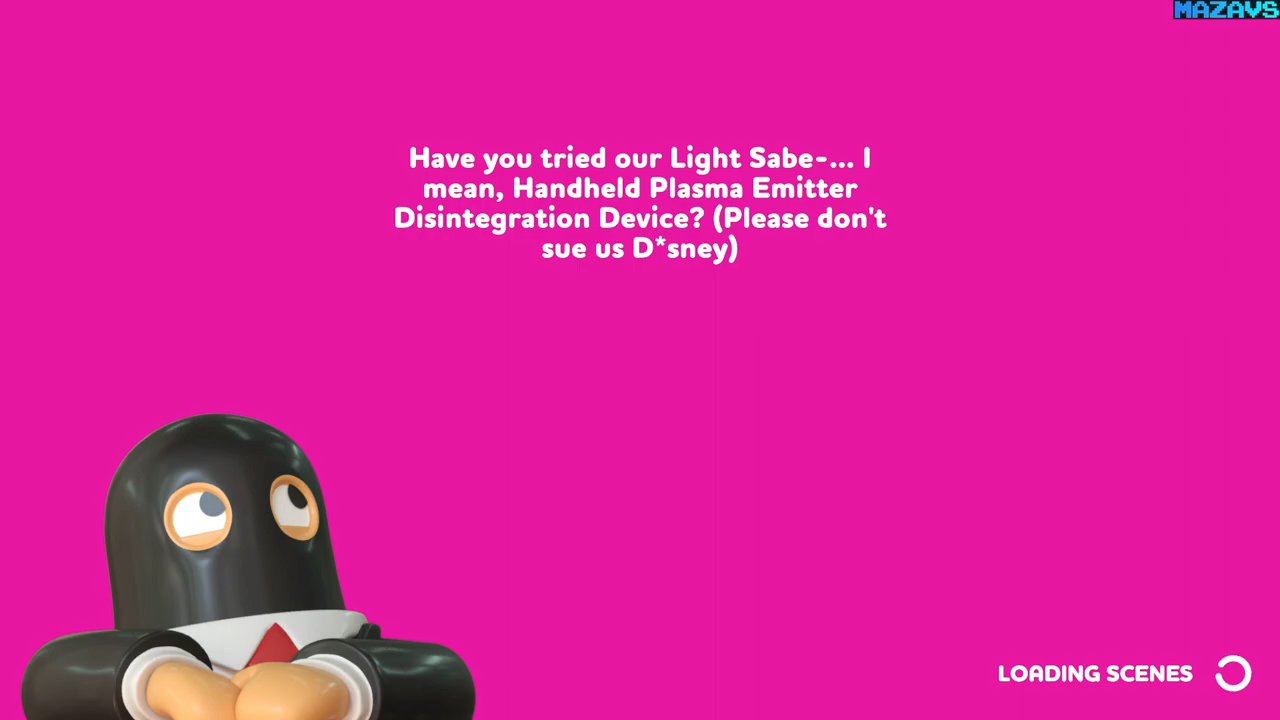 MAZAVS
Have you tried our Light Sabe-... I
mean, Handheld Plasma Emitter
Disintegration Device? (Please don't
sue us D*sney)
LOADING SCENES